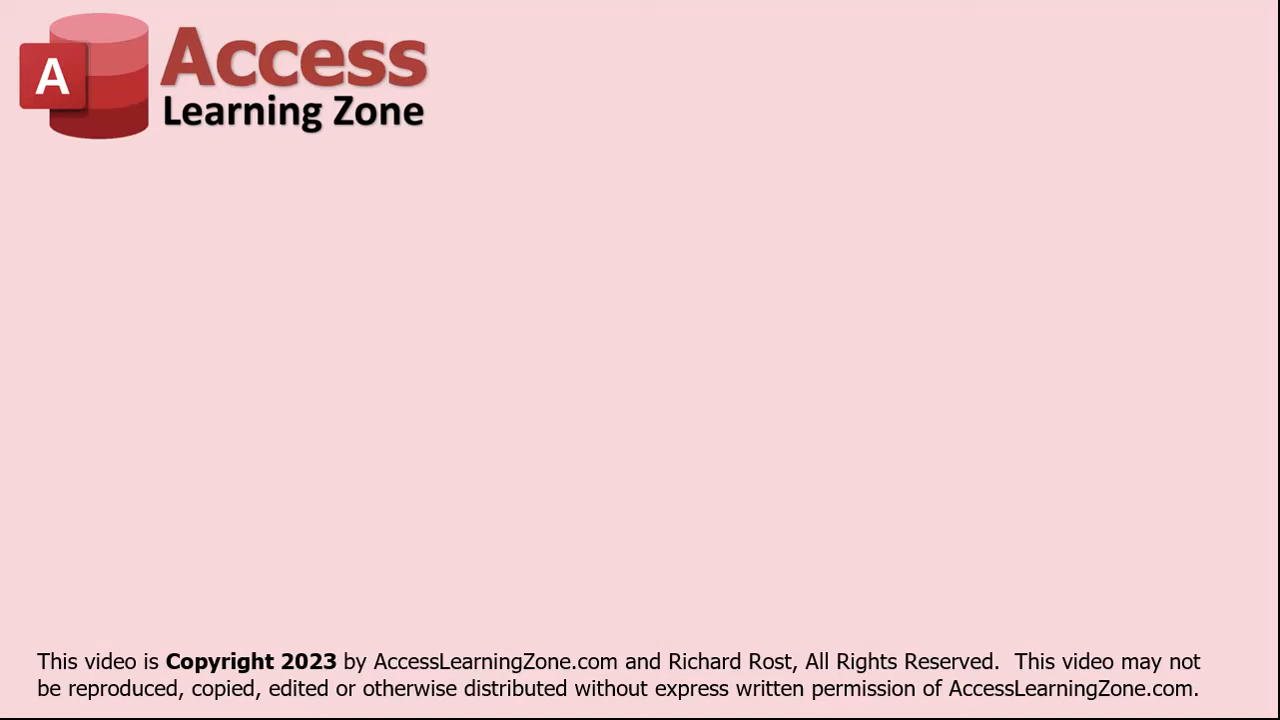 A
Access
Learning Zone
This video is Copyright 2023 by AccessLearningZone.com and Richard Rost, All Rights Reserved.  This video may not
be reproduced, copied, edited or otherwise distributed without express written permission of AccessLearningZone.com.